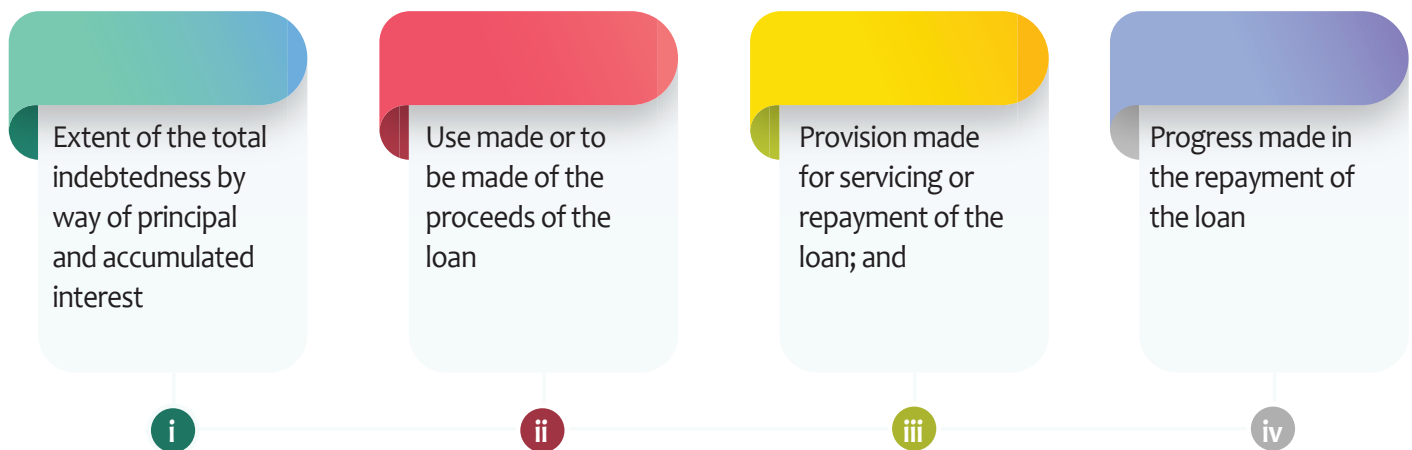 Extent of the total
indebtedness by
way of principal
and accumulated
interest
i
Use made or to
be made of the
proceeds of the
loan
ii
Provision made
for servicing or
repayment of the
loan; and
iii
Progress made in
the repayment of
the loan
iv